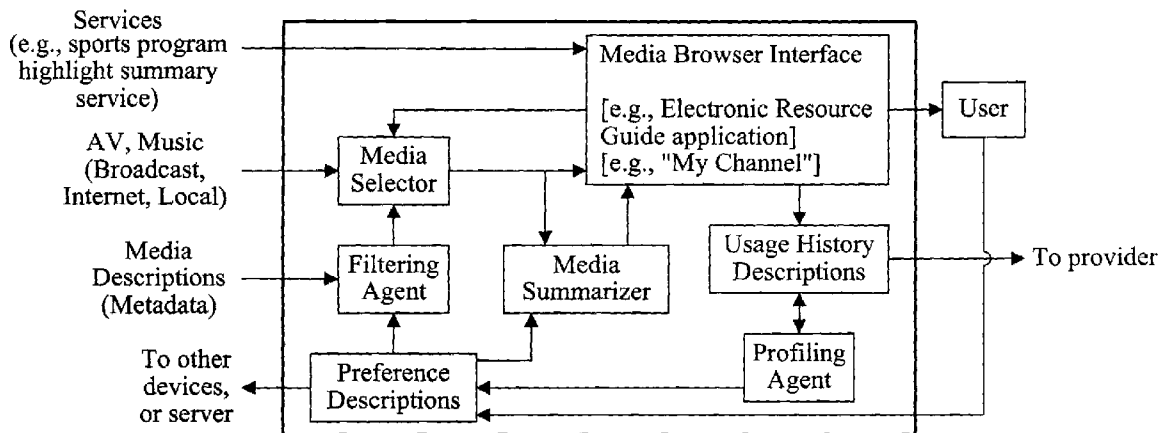 Services
(e.g., sports program
highlight summary
service)
AV, Music
(Broadcast,
Internet, Local)
Media
Descriptions
(Metadata)
To other
devices,
or server
Media Browser Interface
[e.g., Electronic Resource
Guide application]
[e.g., "My Channel"]
User
Media
Selector
Filtering
Agent
Media
Summarizer
Usage History
Descriptions
To provider
Profiling
Agent
Preference
Descriptions